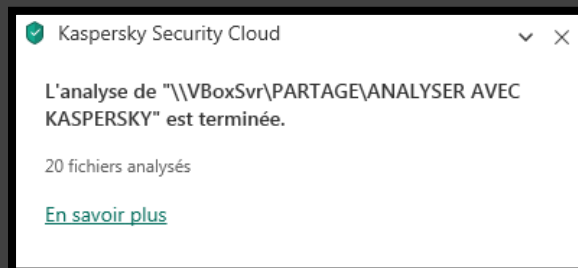 Kaspersky Security Cloud
L'analyse de "\\VBoxSvr\PARTAGE\ANALYSER AVEC
KASPERSKY" est terminée.
20 fichiers analysés
En savoir plus